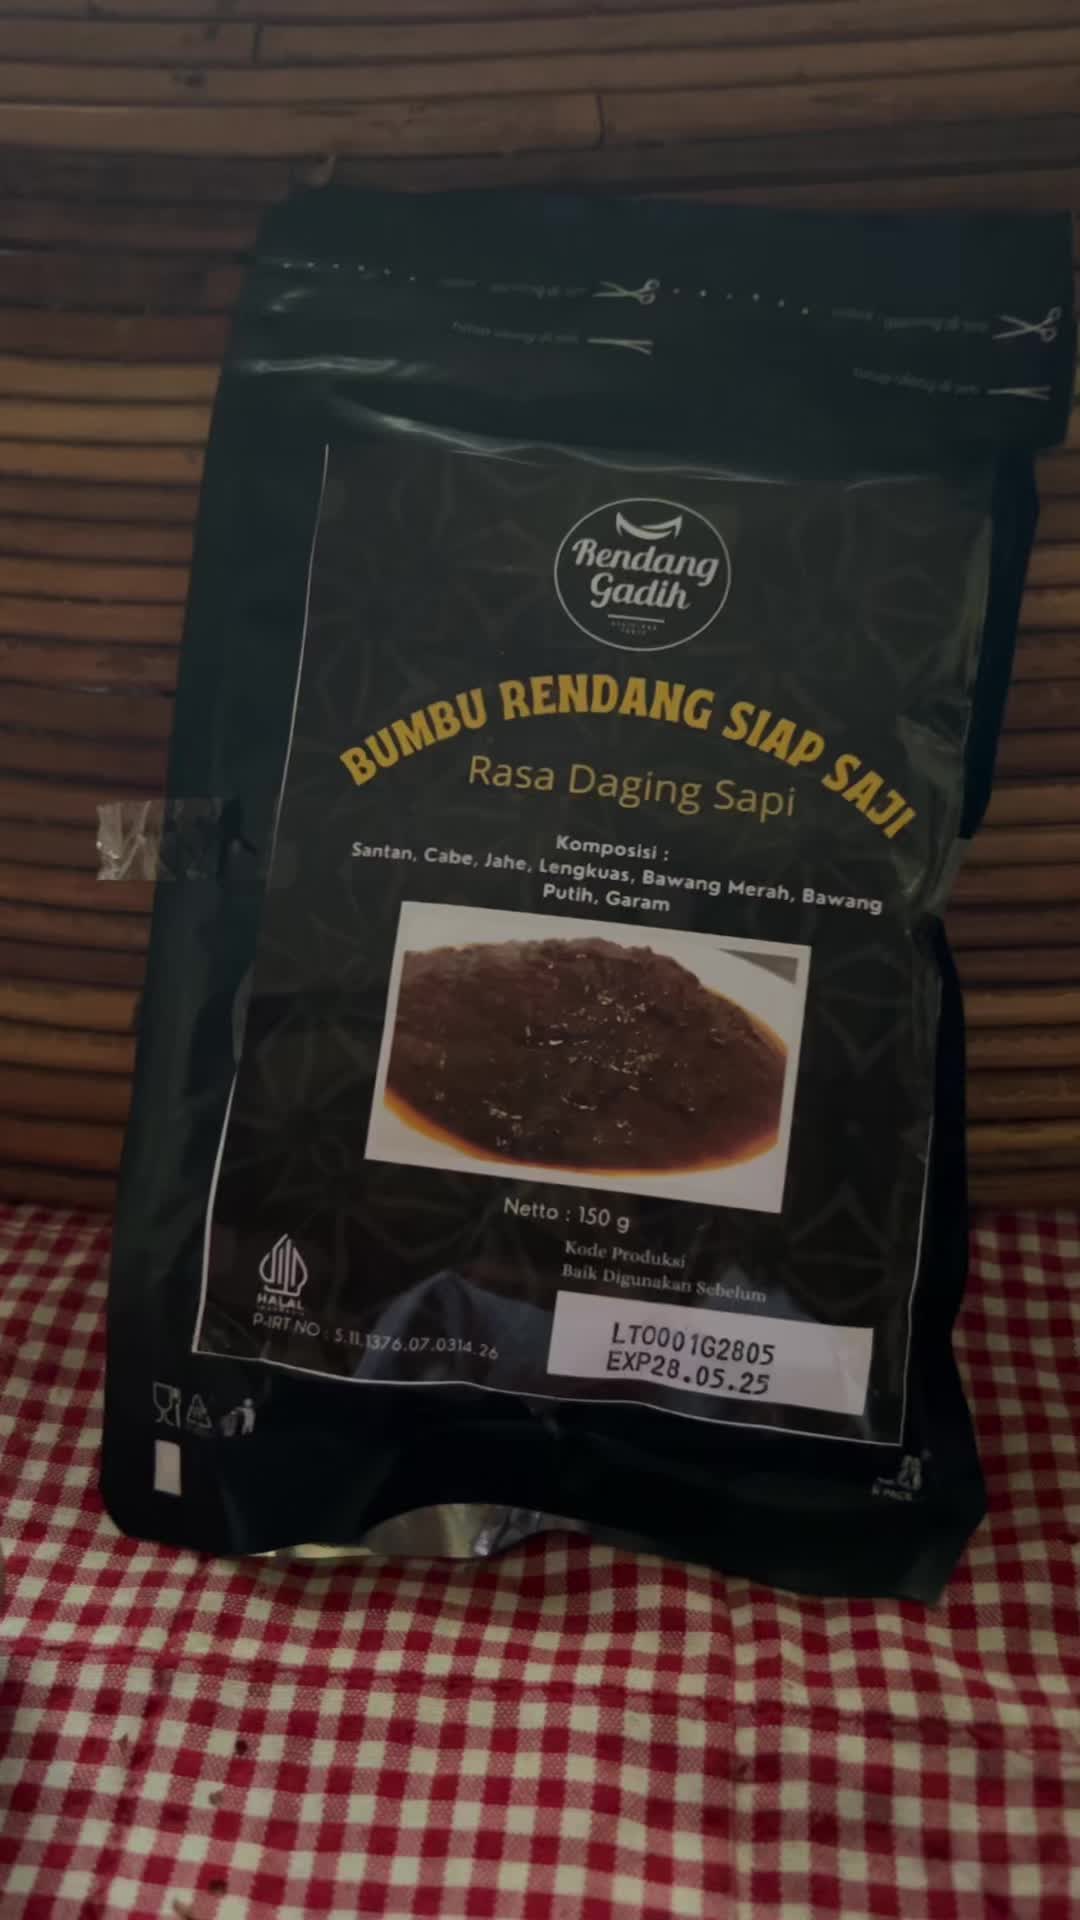 Rendang
Gadih
BUMBU RENDANG SIAP SAJI
Rasa Daging Sapi
Komposisi :
Santan, Cabe, Jahe, Lengkuas, Bawang Merah, Bawang
Putih, Garam
Netto : 150 g
Kode Produksi
Baik Digunakan Sebelum
HALAL
INDONESIA
P-IRT NO : 5.11.1376.07.0314.26
LT0001G2805
EXP28.05.25